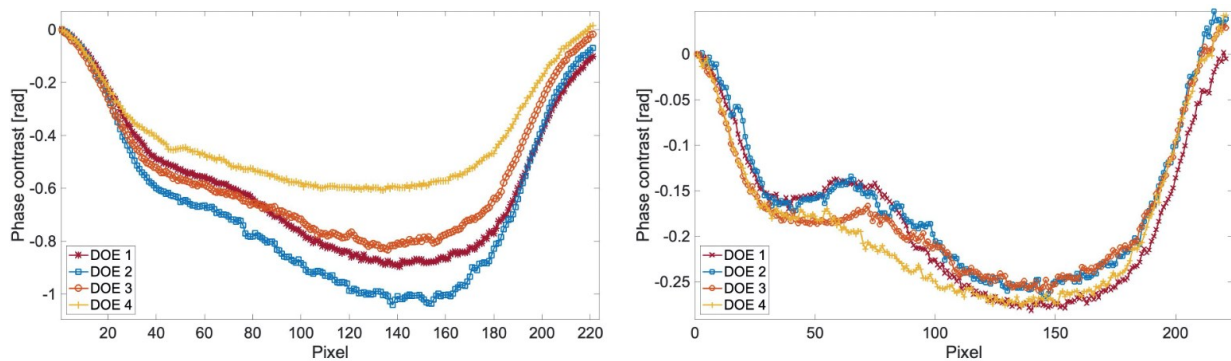 0
-0.2
-0.4
-0.6
-0.8
-1
Phase contrast [rad]
DOE 1
DOE 2
DOE 3
DOE 4
20 40 60 80 100 120 140 160 180 200 220
Pixel
0
-0.05
-0.1
-0.15
-0.2
-0.25
Phase contrast [rad]
DOE 1
DOE 2
DOE 3
DOE 4
0 50 100 150 200
Pixel